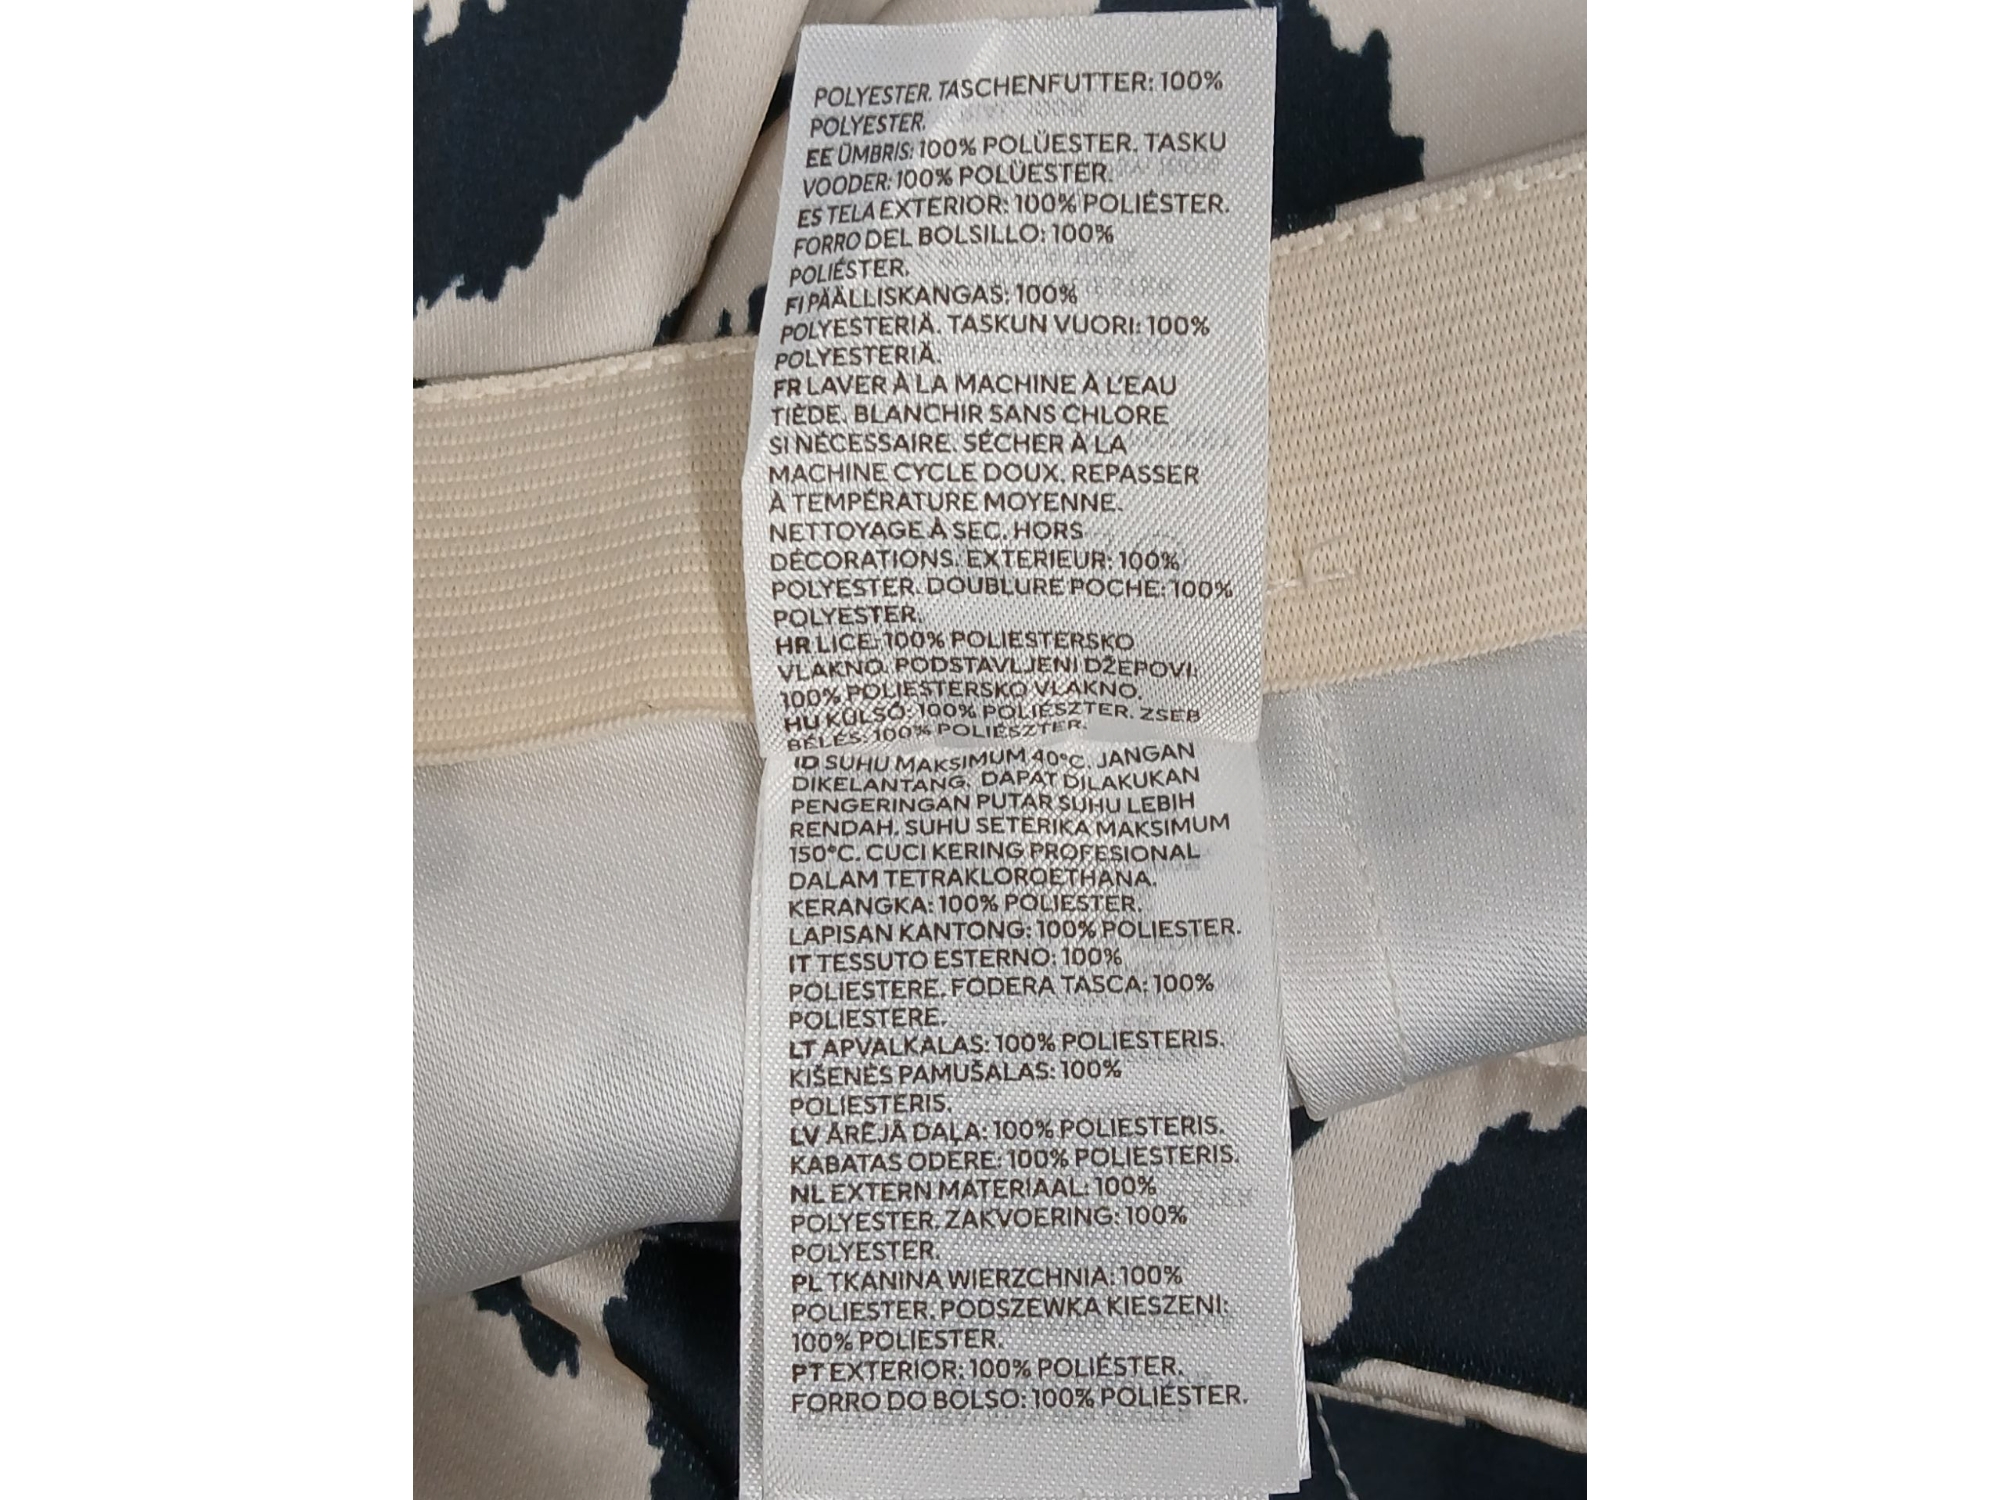 POLYESTER. TASCHENFUTTER: 100%
POLYESTER.
EE ÜMBRIS: 100% POLÜESTER. TASKU
VOODER: 100% POLÜESTER.
ES TELA EXTERIOR: 100% POLIÉSTER.
FORRO DEL BOLSILLO: 100%
POLIÉSTER.
FI PÄÄLLISKANGAS: 100%
POLYESTERIÄ. TASKUN VUORI: 100%
POLYESTERIÄ.
FR LAVER À LA MACHINE À L'EAU
TIÈDE. BLANCHIR SANS CHLORE
SI NÉCESSAIRE. SÉCHER À LA
MACHINE CYCLE DOUX. REPASSER
À TEMPÉRATURE MOYENNE.
NETTOYAGE À SEC. HORS
DÉCORATIONS. EXTERIEUR: 100%
POLYESTER. DOUBLURE POCHE: 100%
POLYESTER.
HR LICE: 100% POLIESTERSKO
VLAKNO. PODSTAVLJENI DŽEPOVI:
100% POLIESTERSKO VLAKNO.
HU KÜLSŐ: 100% POLIÉSZTER. ZSEB
BÉLÉS: 100% POLIÉSZTER.
ID SUHU MAKSIMUM 40°C. JANGAN
DIKELANTANG. DAPAT DILAKUKAN
PENGERINGAN PUTAR SUHU LEBIH
RENDAH. SUHU SETERIKA MAKSIMUM
150°C. CUCI KERING PROFESIONAL
DALAM TETRAKLOROETHANA.
KERANGKA: 100% POLIESTER.
LAPISAN KANTONG: 100% POLIESTER.
IT TESSUTO ESTERNO: 100%
POLIESTERE. FODERA TASCA: 100%
POLIESTERE.
LT APVALKALAS: 100% POLIESTERIS.
KIŠENĖS PAMUŠALAS: 100%
POLIESTERIS.
LV ĀRĒJĀ DAĻA: 100% POLIESTERIS.
KABATAS ODERE: 100% POLIESTERIS.
NL EXTERN MATERIAAL: 100%
POLYESTER. ZAKVOERING: 100%
POLYESTER.
PL TKANINA WIERZCHNIA: 100%
POLIESTER. PODSZEWKA KIESZENI:
100% POLIESTER.
PT EXTERIOR: 100% POLIÉSTER.
FORRO DO BOLSO: 100% POLIÉSTER.